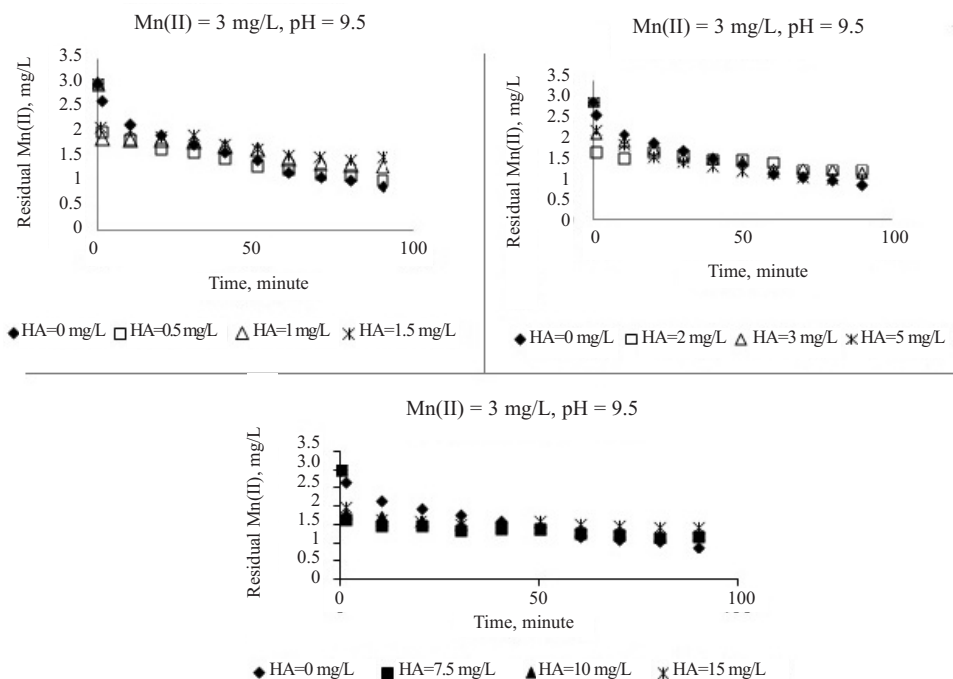 Mn(II) = 3 mg/L, pH = 9.5
Residual Mn(II), mg/L
3.5
3.0
2.5
2
1.5
1
0.5
0
0 50 100
Time, minute
HA=0 mg/L HA=0.5 mg/L HA=1 mg/L HA=1.5 mg/L
Mn(II) = 3 mg/L, pH = 9.5
Residual Mn(II), mg/L
3.5
3.0
2.5
2
1.5
1
0.5
0
0 50 100
Time, minute
HA=0 mg/L HA=2 mg/L HA=3 mg/L HA=5 mg/L
Mn(II) = 3 mg/L, pH = 9.5
Residual Mn(II), mg/L
3.5
3.0
2.5
2
1.5
1
0.5
0
0 50 100
Time, minute
HA=0 mg/L HA=7.5 mg/L HA=10 mg/L HA=15 mg/L